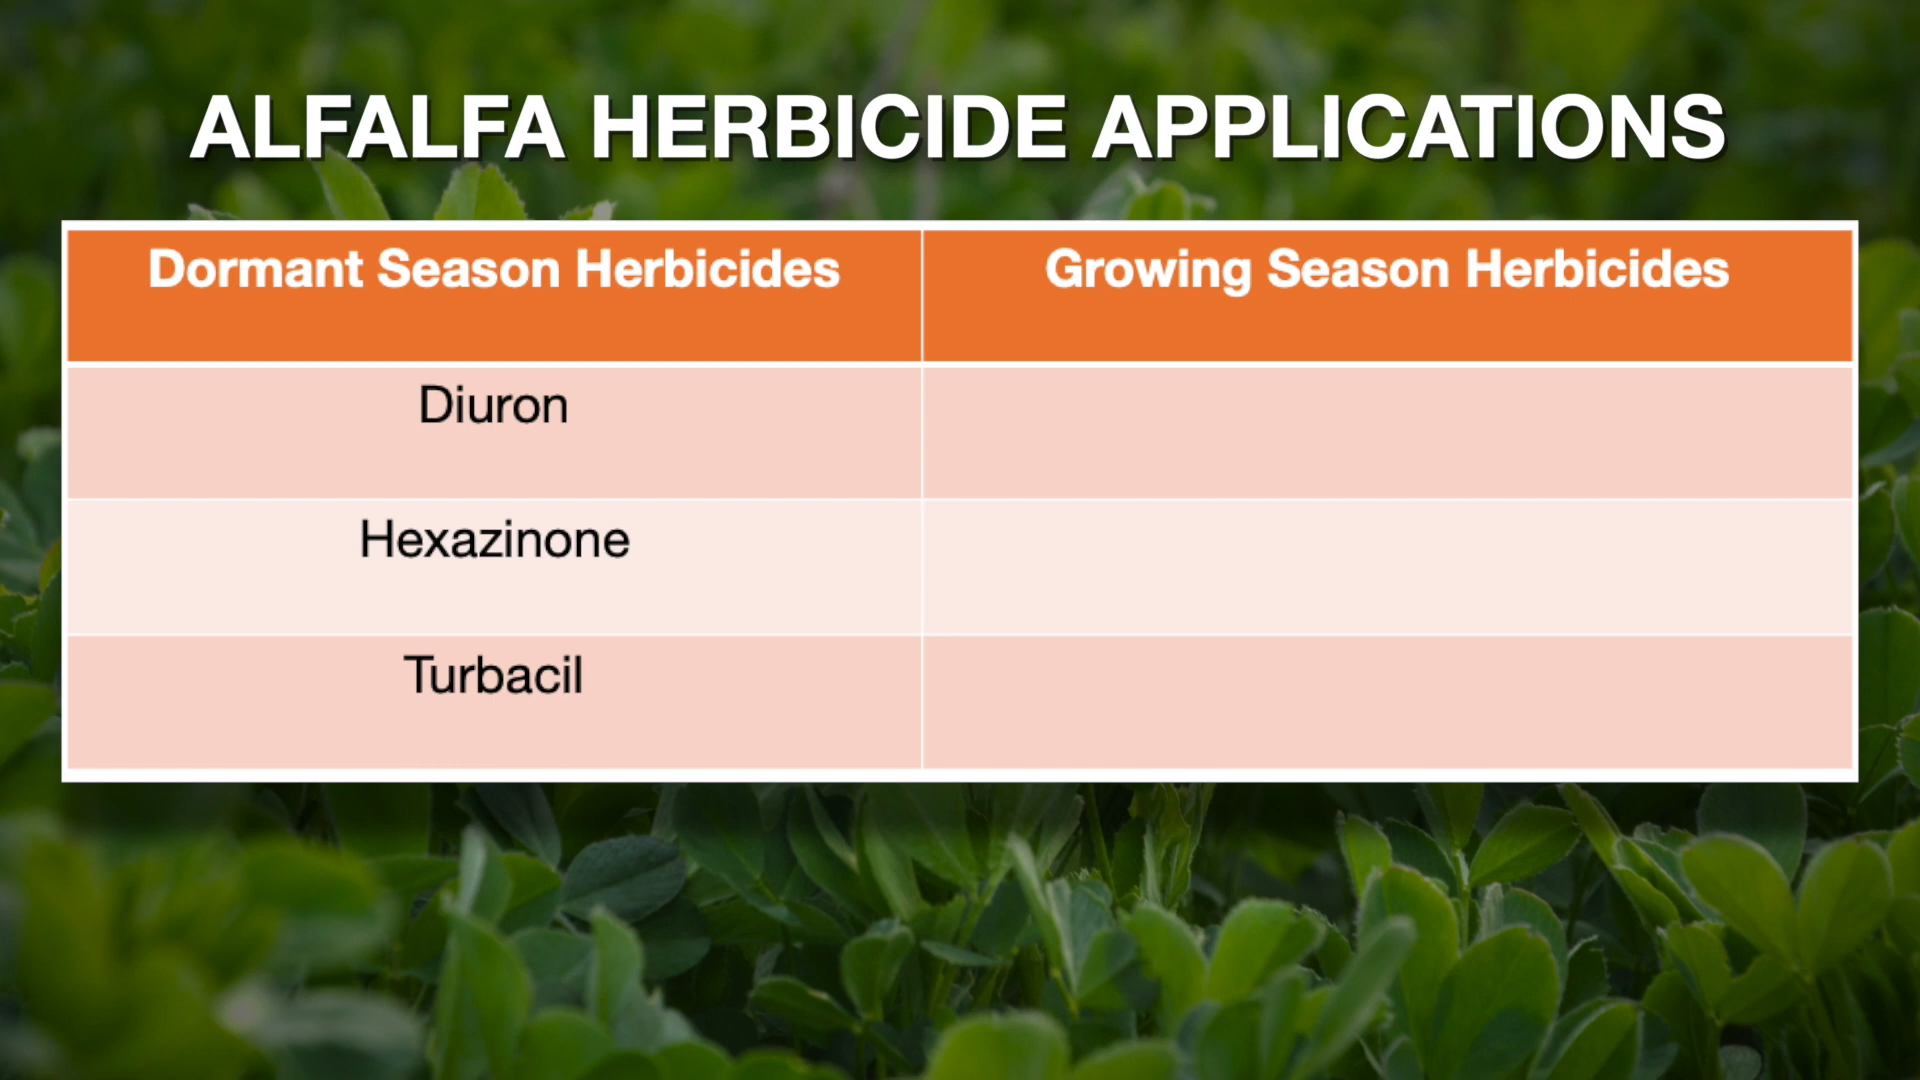 ALFALFA HERBICIDE APPLICATIONS
Dormant Season Herbicides
Growing Season Herbicides
Diuron
Hexazinone
Turbacil